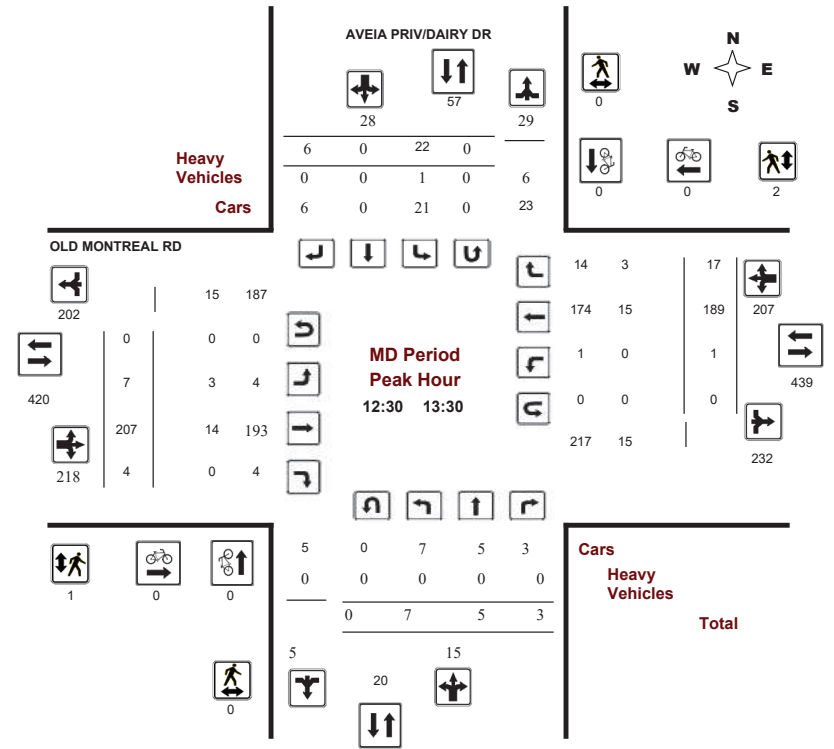 AVEIA PRIV/DAIRY DR
N
W E
S
57
28 29
0
6 0 22 0
Heavy
Vehicles
0 0 1 0 6
Cars
6 0 21 0 23
0 0 2
OLD MONTREAL RD
202
15 187
14 3 17
207
0 0 0
174 15 189
MD Period
Peak Hour
12:30 13:30
420
7 3 4
1 0 1
439
207 14 193
0 0 0
218
4 0 4
217 15
232
5 0 7 5 3
Cars
0 0 0 0 0
Heavy
Vehicles
1 0 0
0 7 5 3
Total
5 15
20
0